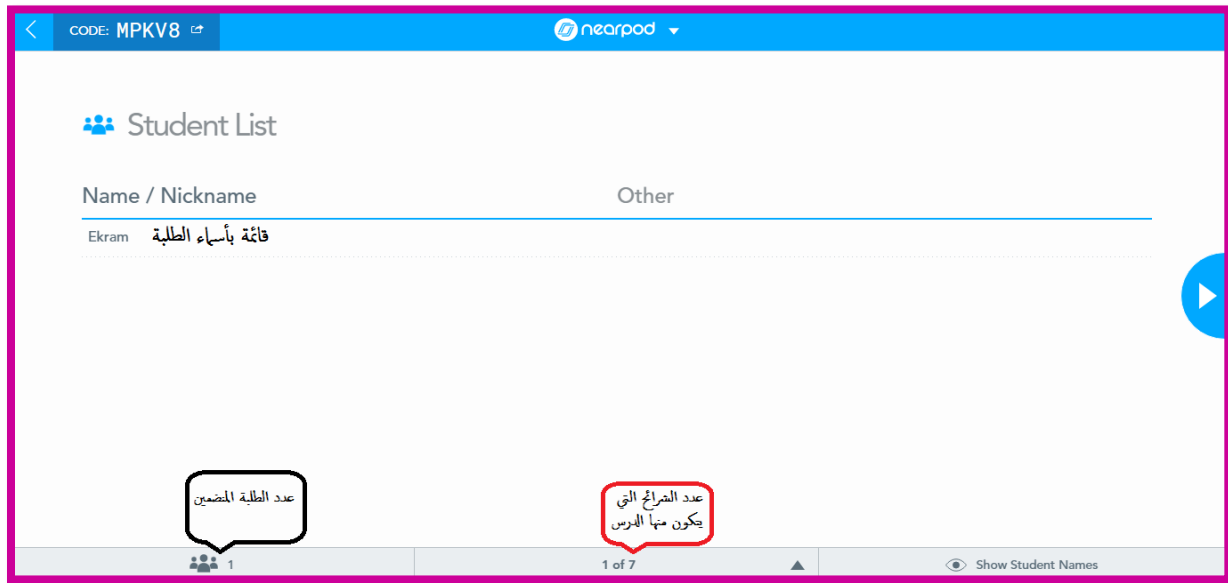 CODE: MPKV8 nearpod
Student List
Name / Nickname Other
Ekram قائمة بأسماء الطلبة
عدد الطلبة المنضمين
عدد الشرائح التي
يتكون منها الدرس
1 1 of 7 Show Student Names